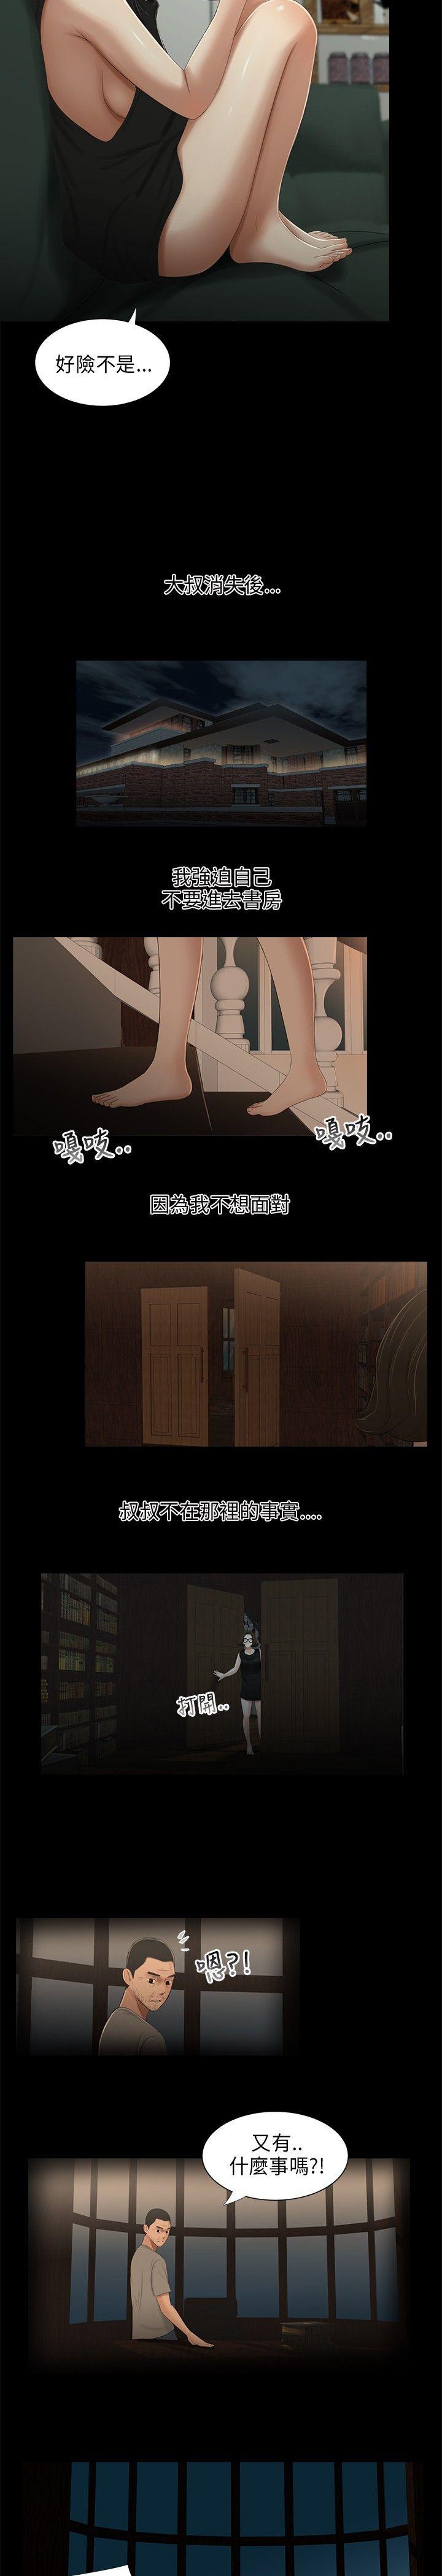 好險不是...
大叔消失後...
我強迫自己
不要進去書房
嘎吱..
嘎吱..
因為我不想面對
叔叔不在那裡的事實....
打開..
嗯?!
又有..
什麼事嗎?!